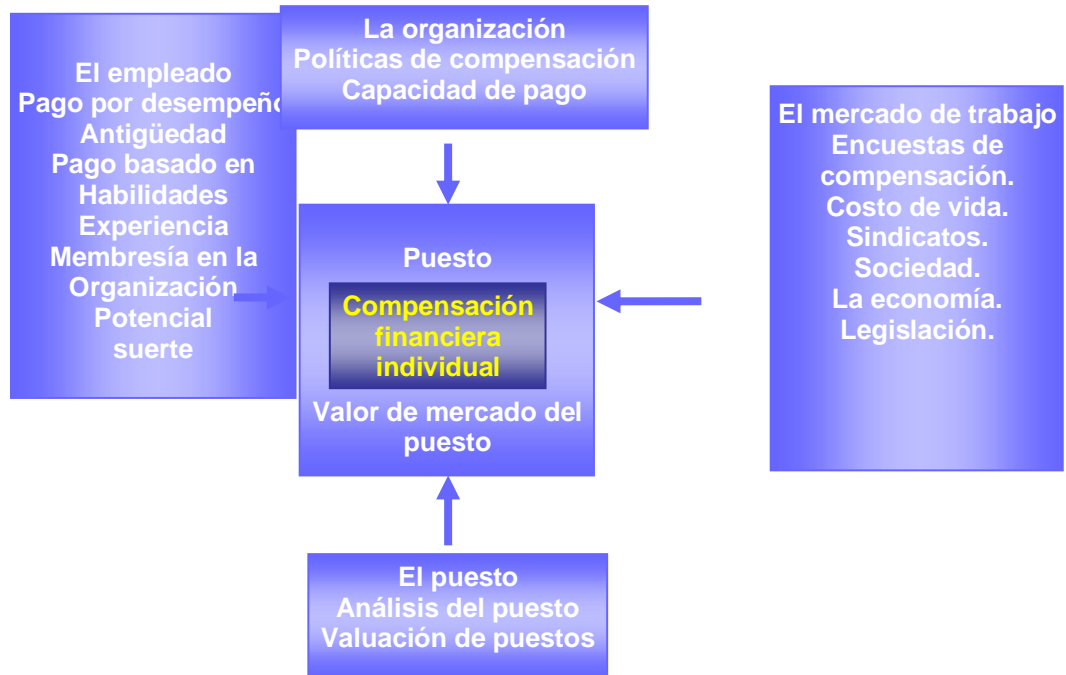 La organización
Políticas de compensación
Capacidad de pago
El empleado
Pago por desempeño
Antigüedad
Pago basado en
Habilidades
Experiencia
Membresía en la
Organización
Potencial
suerte
Puesto
Compensación
financiera
individual
Valor de mercado del
puesto
El mercado de trabajo
Encuestas de
compensación.
Costo de vida.
Sindicatos.
Sociedad.
La economía.
Legislación.
El puesto
Análisis del puesto
Valuación de puestos